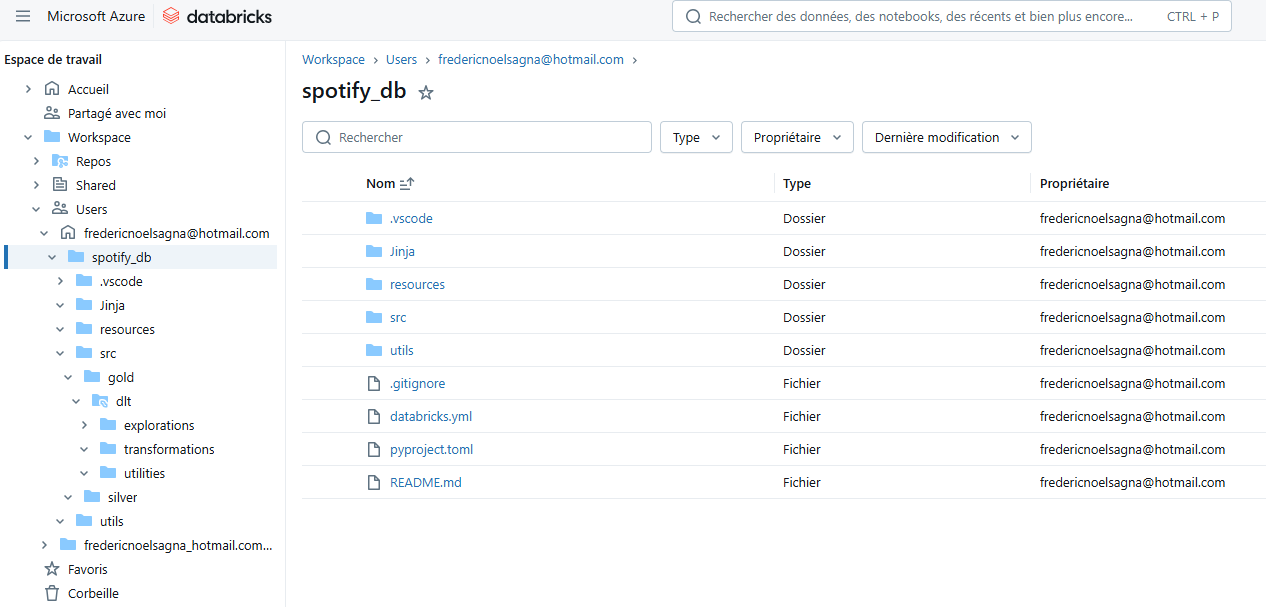 Microsoft Azure databricks Rechercher des données, des notebooks, des récents et bien plus encore... CTRL + P
Espace de travail
Accueil
Partagé avec moi
Workspace
Repos
Shared
Users
fredericnoelsagna@hotmail.com
spotify_db
.vscode
Jinja
resources
src
gold
dlt
explorations
transformations
utilities
silver
utils
fredericnoelsagna_hotmail.com...
Favoris
Corbeille
Workspace > Users > fredericnoelsagna@hotmail.com >
spotify_db
Rechercher Type Propriétaire Dernière modification
Nom Type Propriétaire
.vscode Dossier fredericnoelsagna@hotmail.com
Jinja Dossier fredericnoelsagna@hotmail.com
resources Dossier fredericnoelsagna@hotmail.com
src Dossier fredericnoelsagna@hotmail.com
utils Dossier fredericnoelsagna@hotmail.com
.gitignore Fichier fredericnoelsagna@hotmail.com
databricks.yml Fichier fredericnoelsagna@hotmail.com
pyproject.toml Fichier fredericnoelsagna@hotmail.com
README.md Fichier fredericnoelsagna@hotmail.com